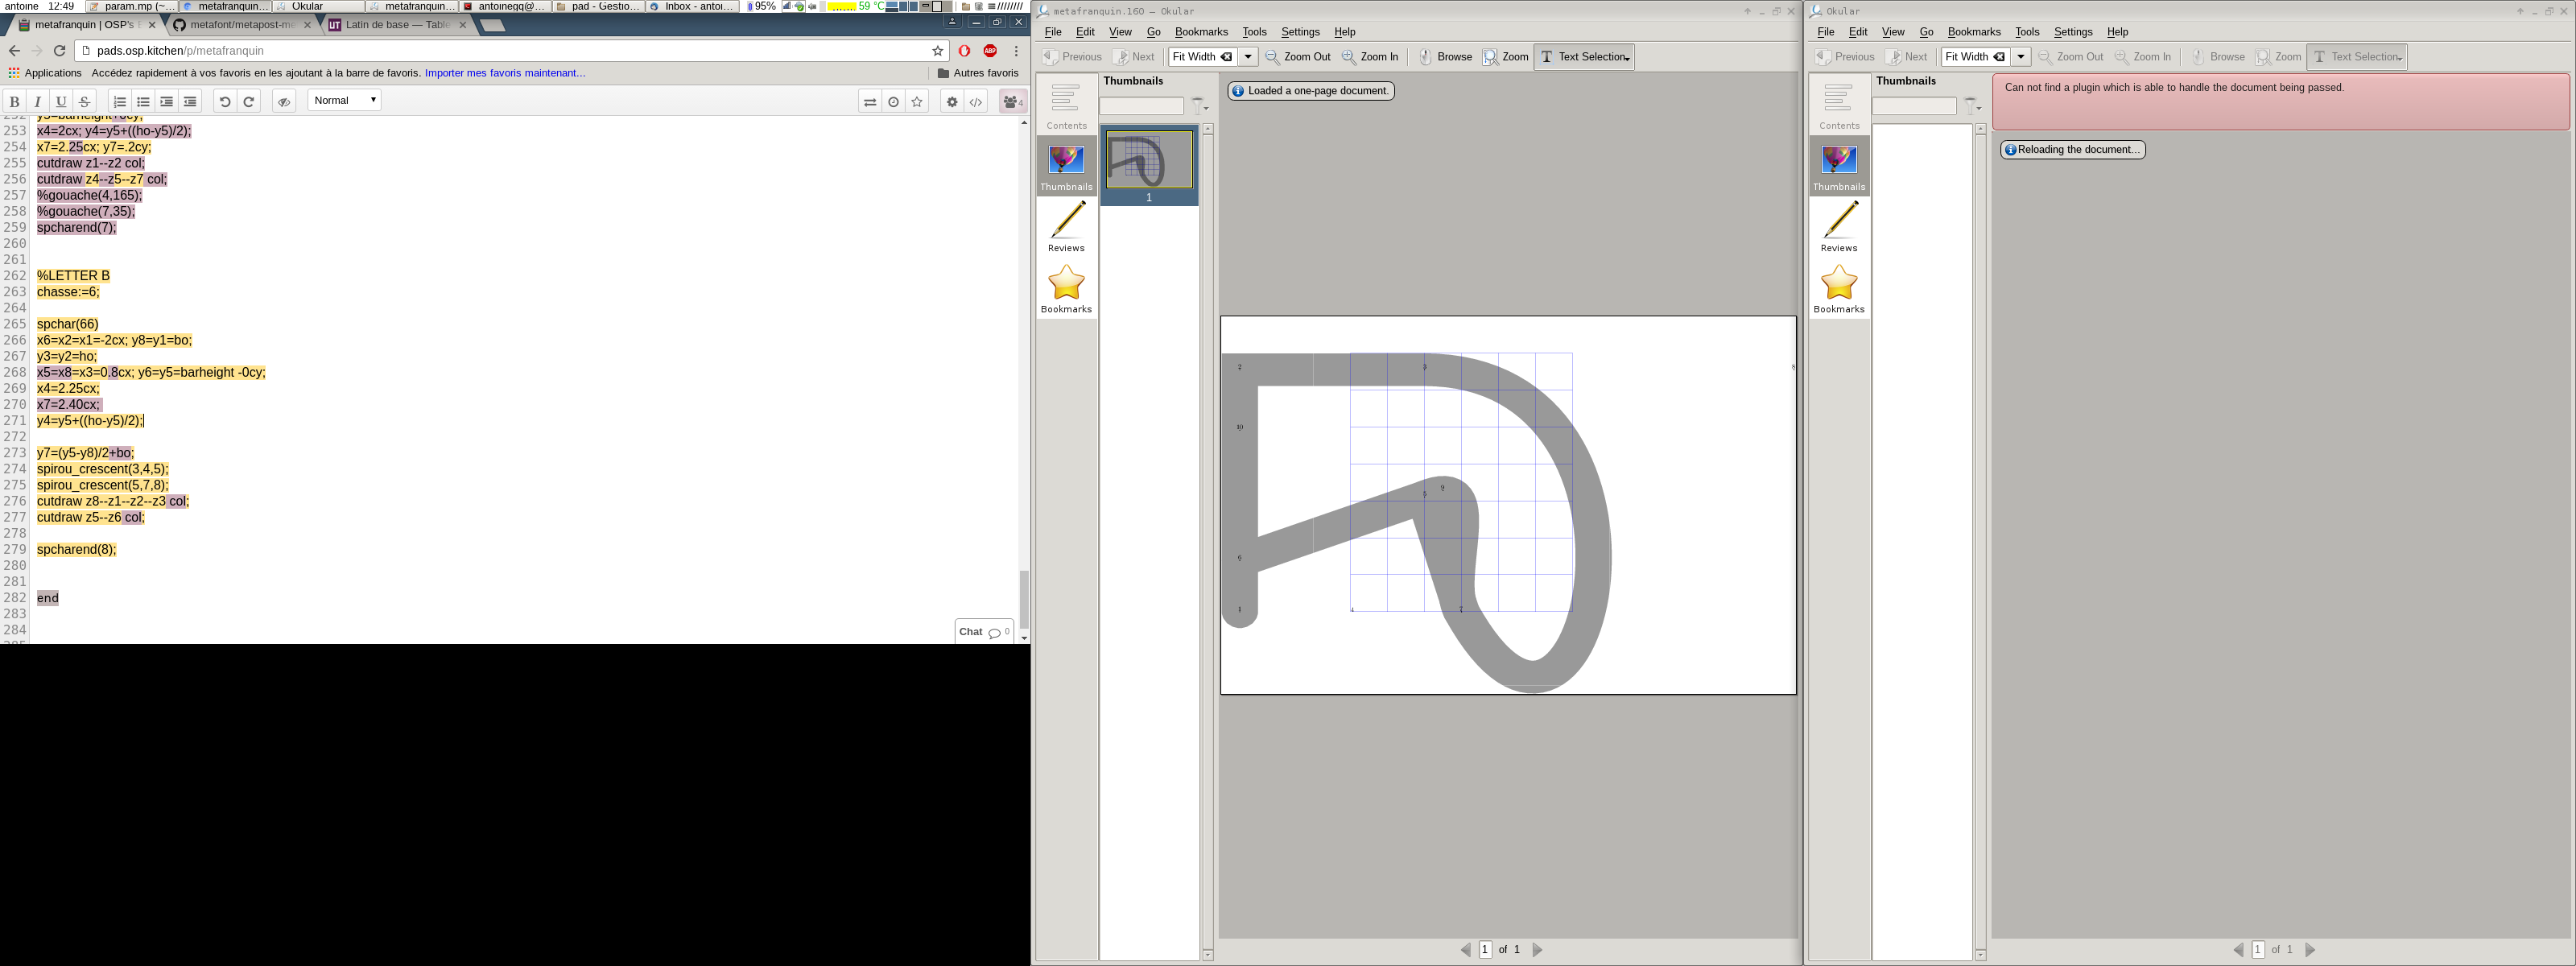 antoine 12:49 param.mp (~... metafranquin... Okular metafranquin... antoinegg@... pad - Gestio... Inbox - antoi... 95% 59 °C
metafranquin | OSP's
metafont/metapost-me
Latin de base — Table
pads.osp.kitchen/p/metafranquin
Applications Accédez rapidement à vos favoris en les ajoutant à la barre de favoris. Importer mes favoris maintenant... Autres favoris
B I U S Normal 4
252 y5=barheight+0cy;
253 x4=2cx; y4=y5+((ho-y5)/2);
254 x7=2.25cx; y7=.2cy;
255 cutdraw z1--z2 col;
256 cutdraw z4--z5--z7 col;
257 %gouache(4,165);
258 %gouache(7,35);
259 spcharend(7);
260
261
262 %LETTER B
263 chasse:=6;
264
265 spchar(66)
266 x6=x2=x1=-2cx; y8=y1=bo;
267 y3=y2=ho;
268 x5=x8=x3=0.8cx; y6=y5=barheight -0cy;
269 x4=2.25cx;
270 x7=2.40cx;
271 y4=y5+((ho-y5)/2);
272
273 y7=(y5-y8)/2+bo;
274 spirou_crescent(3,4,5);
275 spirou_crescent(5,7,8);
276 cutdraw z8--z1--z2--z3 col;
277 cutdraw z5--z6 col;
278
279 spcharend(8);
280
281
282 end
283
284
Chat 0
metafranquin.160 — Okular
File Edit View Go Bookmarks Tools Settings Help
Previous Next Fit Width Zoom Out Zoom In Browse Zoom Text Selection
Thumbnails
Contents
Thumbnails
Reviews
Bookmarks
1
Loaded a one-page document.
2
3
10
5
9
6
1
4
7
1 of 1
Okular
File Edit View Go Bookmarks Tools Settings Help
Previous Next Fit Width Zoom Out Zoom In Browse Zoom Text Selection
Thumbnails
Contents
Thumbnails
Reviews
Bookmarks
Can not find a plugin which is able to handle the document being passed.
Reloading the document...
1 of 1